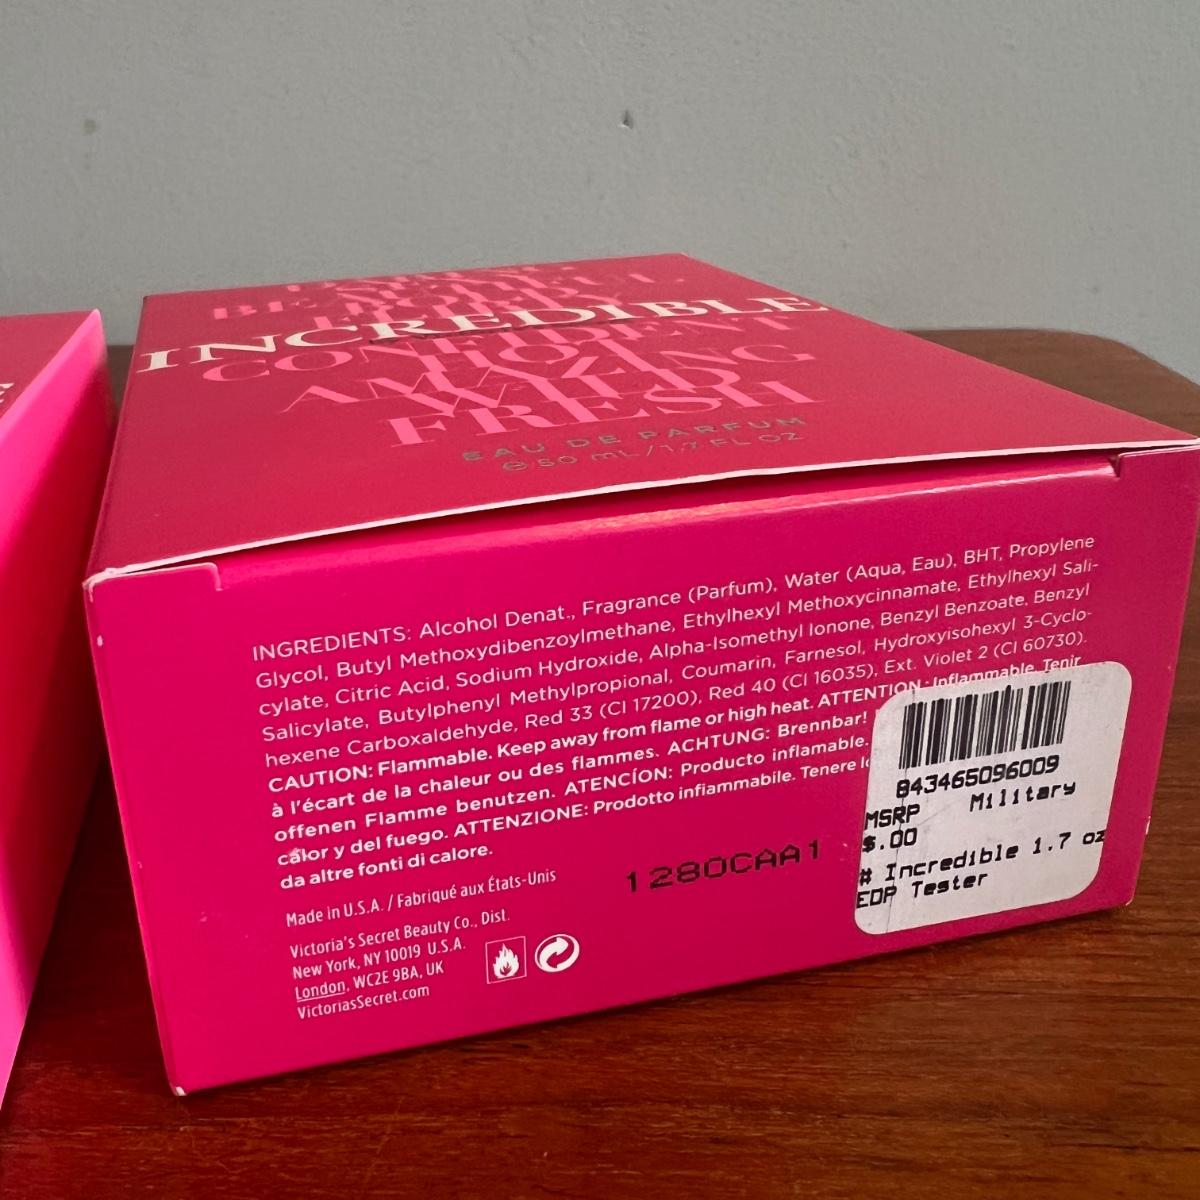 INCREDIBLE
CONFIDENT
HOT
AMAZING
WILD
FRESH
EAU DE PARFUM
℮ 50 mL / 1.7 FL OZ
INGREDIENTS: Alcohol Denat., Fragrance (Parfum), Water (Aqua, Eau), BHT, Propylene
Glycol, Butyl Methoxydibenzoylmethane, Ethylhexyl Methoxycinnamate, Ethylhexyl Sali-
cylate, Citric Acid, Sodium Hydroxide, Alpha-Isomethyl Ionone, Benzyl Benzoate, Benzyl
Salicylate, Butylphenyl Methylpropional, Coumarin, Farnesol, Hydroxyisohexyl 3-Cyclo-
hexene Carboxaldehyde, Red 33 (CI 17200), Red 40 (CI 16035), Ext. Violet 2 (CI 60730).
CAUTION: Flammable. Keep away from flame or high heat. ATTENTION : Inflammable. Tenir
à l'écart de la chaleur ou des flammes. ACHTUNG: Brennbar!
offenen Flamme benutzen. ATENCÍON: Producto inflamable.
calor y del fuego. ATTENZIONE: Prodotto infiammabile. Tenere
da altre fonti di calore.
Made in U.S.A. / Fabriqué aux États-Unis
Victoria's Secret Beauty Co., Dist.
New York, NY 10019 U.S.A.
London, WC2E 9BA, UK
VictoriasSecret.com
1280CAA1
843465096009
MSRP Military
$.00
# Incredible 1.7 oz
EDP Tester